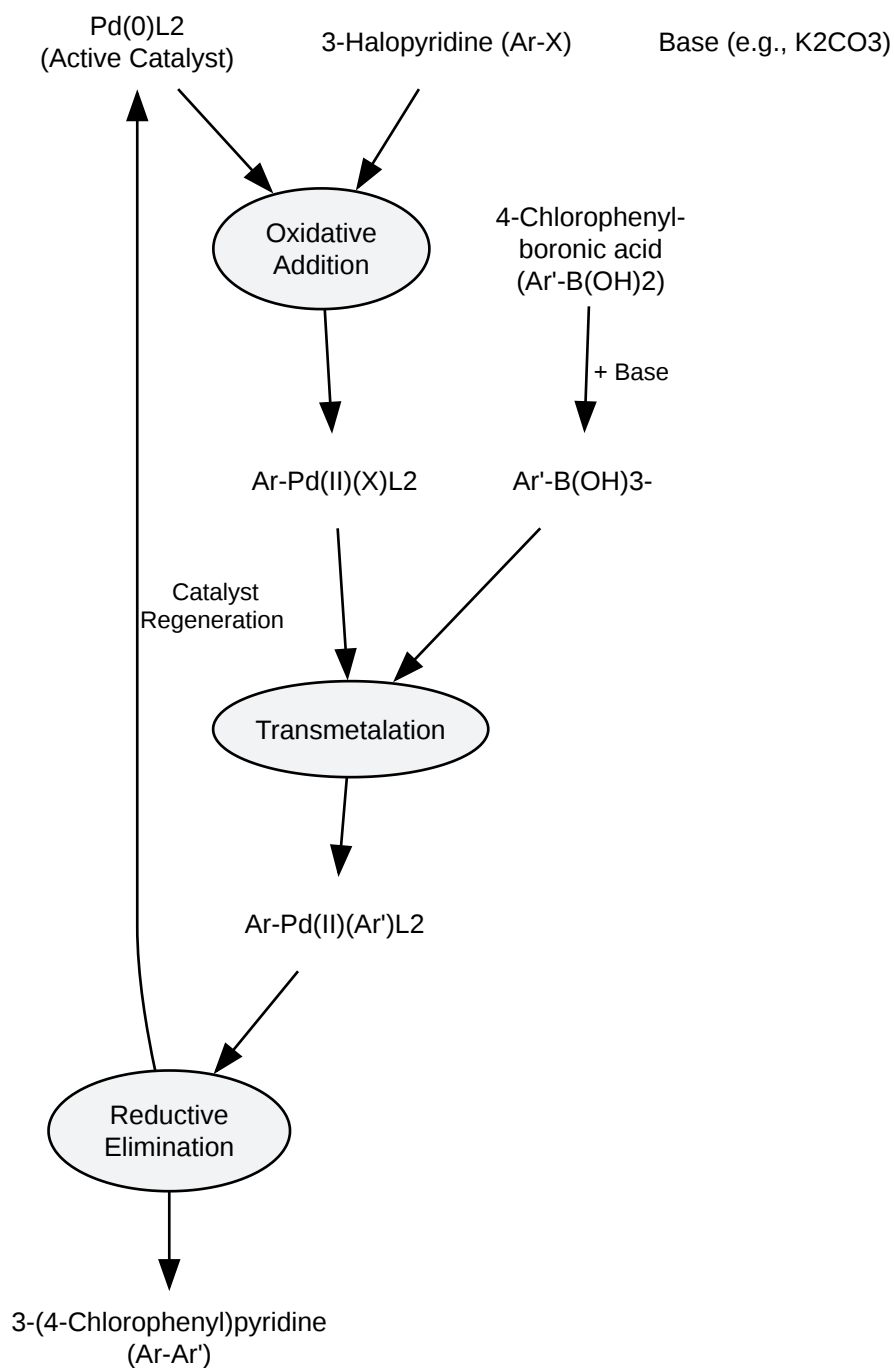 Pd(0)L2
(Active Catalyst)
3-Halopyridine (Ar-X)
Base (e.g., K2CO3)
Oxidative
Addition
4-Chlorophenyl-
boronic acid
(Ar'-B(OH)2)
+ Base
Ar-Pd(II)(X)L2
Ar'-B(OH)3-
Catalyst
Regeneration
Transmetalation
Ar-Pd(II)(Ar')L2
Reductive
Elimination
3-(4-Chlorophenyl)pyridine
(Ar-Ar')